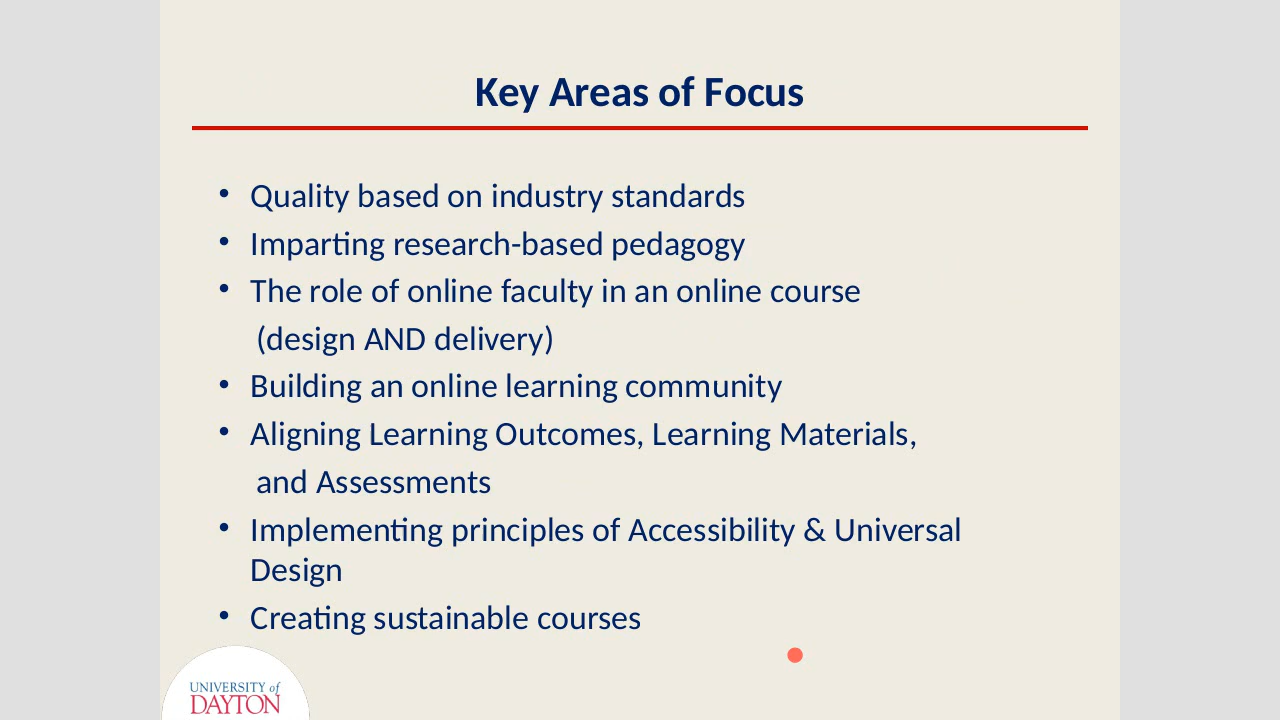 Key Areas of Focus
• Quality based on industry standards
• Imparting research-based pedagogy
• The role of online faculty in an online course
(design AND delivery)
• Building an online learning community
• Aligning Learning Outcomes, Learning Materials,
and Assessments
• Implementing principles of Accessibility & Universal
Design
• Creating sustainable courses
UNIVERSITY of
DAYTON